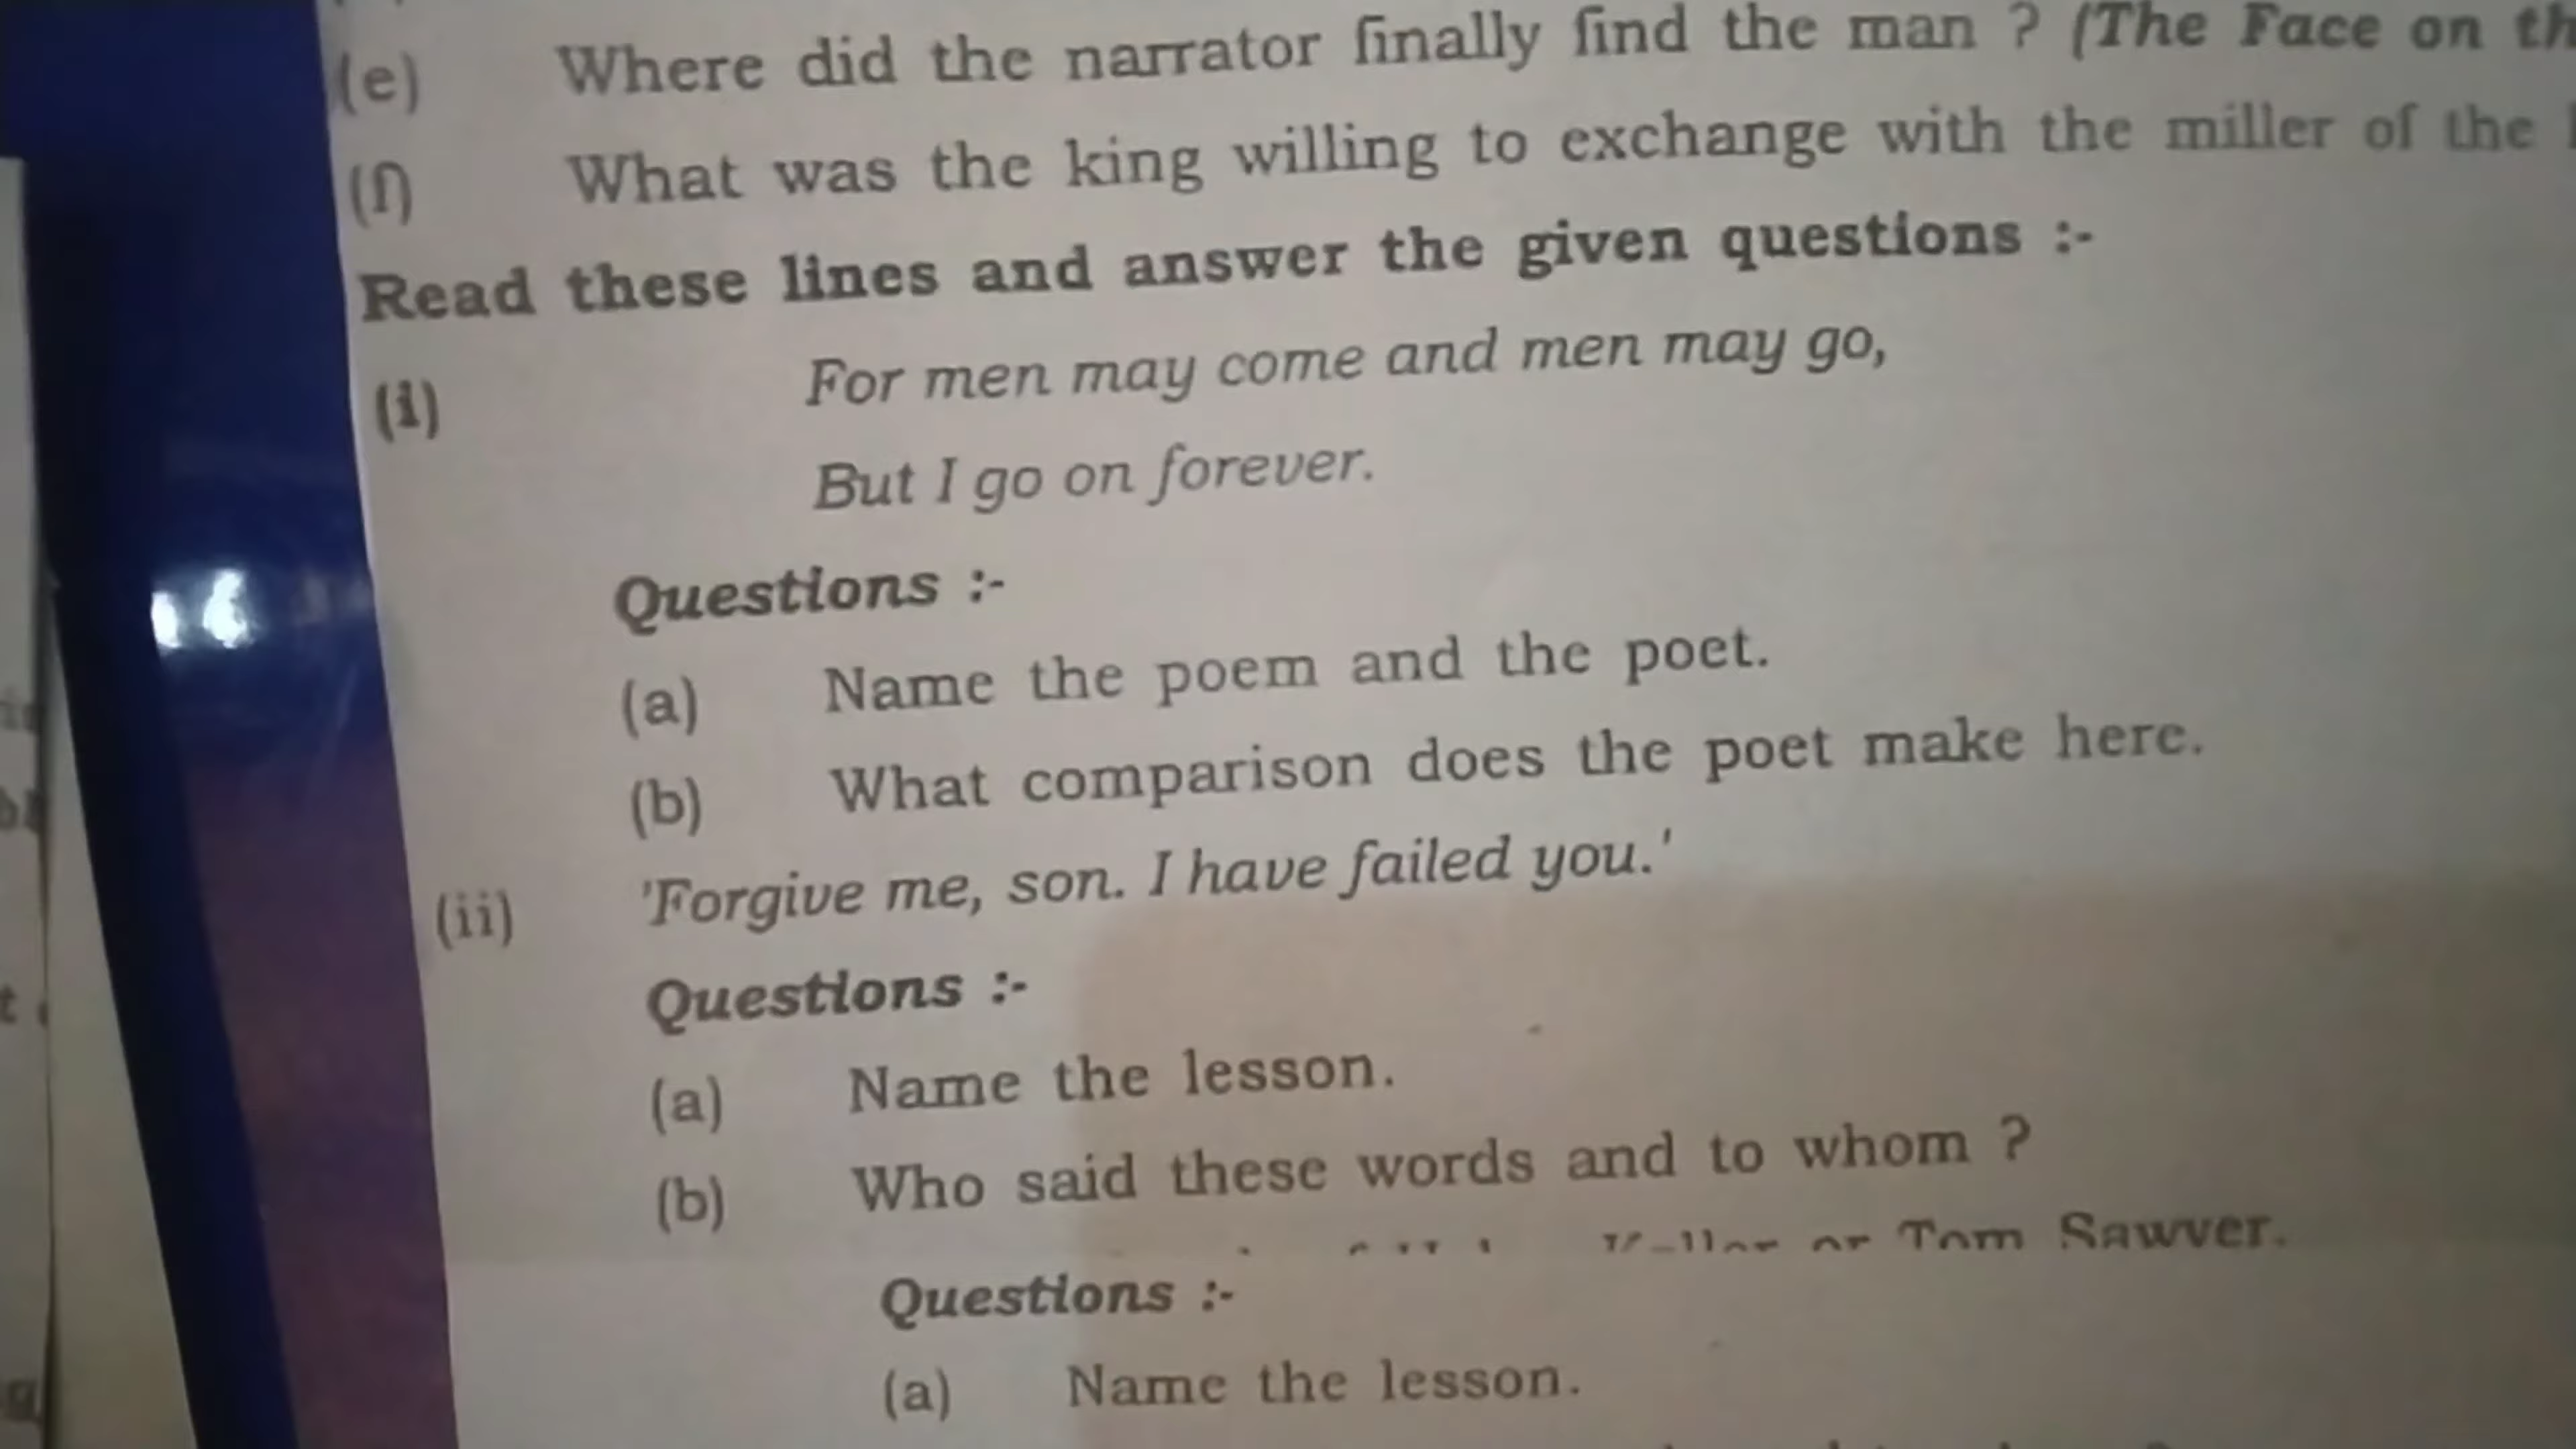 (e) Where did the narrator finally find the man ? (The Face on th
(f) What was the king willing to exchange with the miller of the
Read these lines and answer the given questions :-
(i) For men may come and men may go,
But I go on forever.
Questions :-
(a) Name the poem and the poet.
(b) What comparison does the poet make here.
(ii) 'Forgive me, son. I have failed you.'
Questions :-
(a) Name the lesson.
(b) Who said these words and to whom ?
or Tom Sawyer.
Questions :-
(a) Name the lesson.